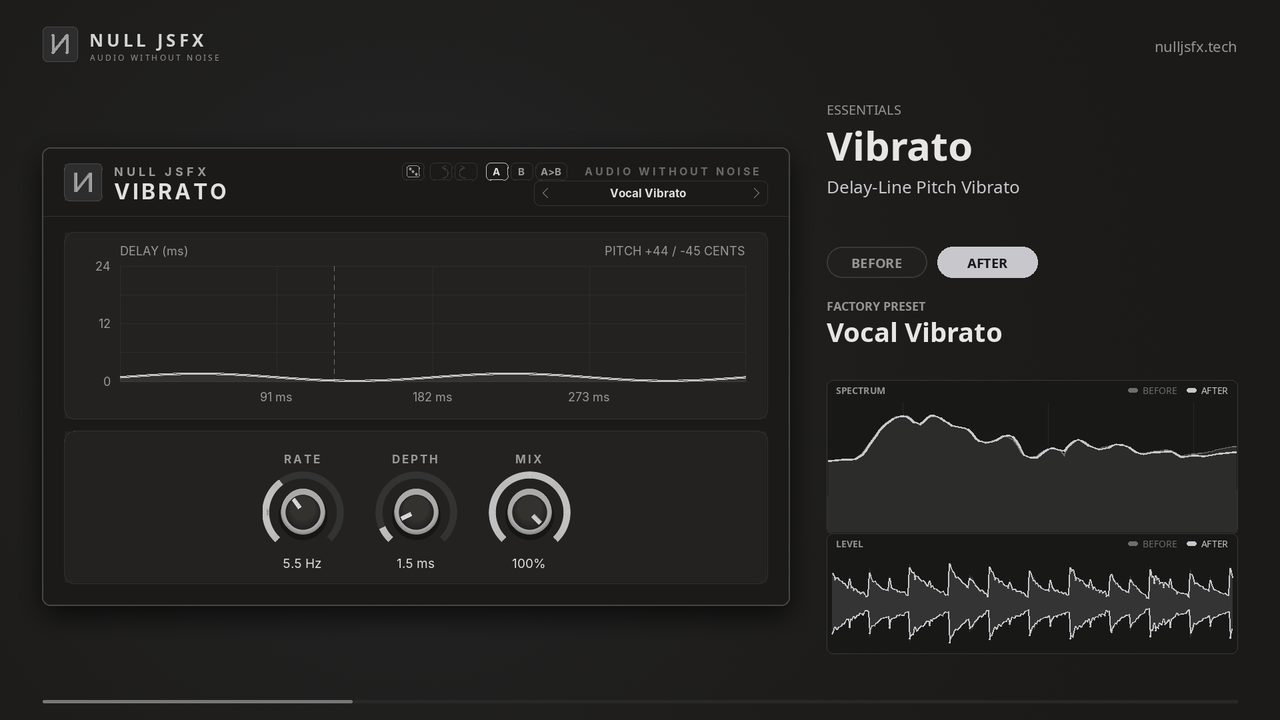 NULL JSFX
AUDIO WITHOUT NOISE
nulljsfx.tech
NULL JSFX
VIBRATO
A B A>B AUDIO WITHOUT NOISE
Vocal Vibrato
DELAY (ms) PITCH +44 / -45 CENTS
24
12
0
91 ms 182 ms 273 ms
RATE DEPTH MIX
5.5 Hz 1.5 ms 100%
ESSENTIALS
Vibrato
Delay-Line Pitch Vibrato
BEFORE AFTER
FACTORY PRESET
Vocal Vibrato
SPECTRUM BEFORE AFTER
LEVEL BEFORE AFTER